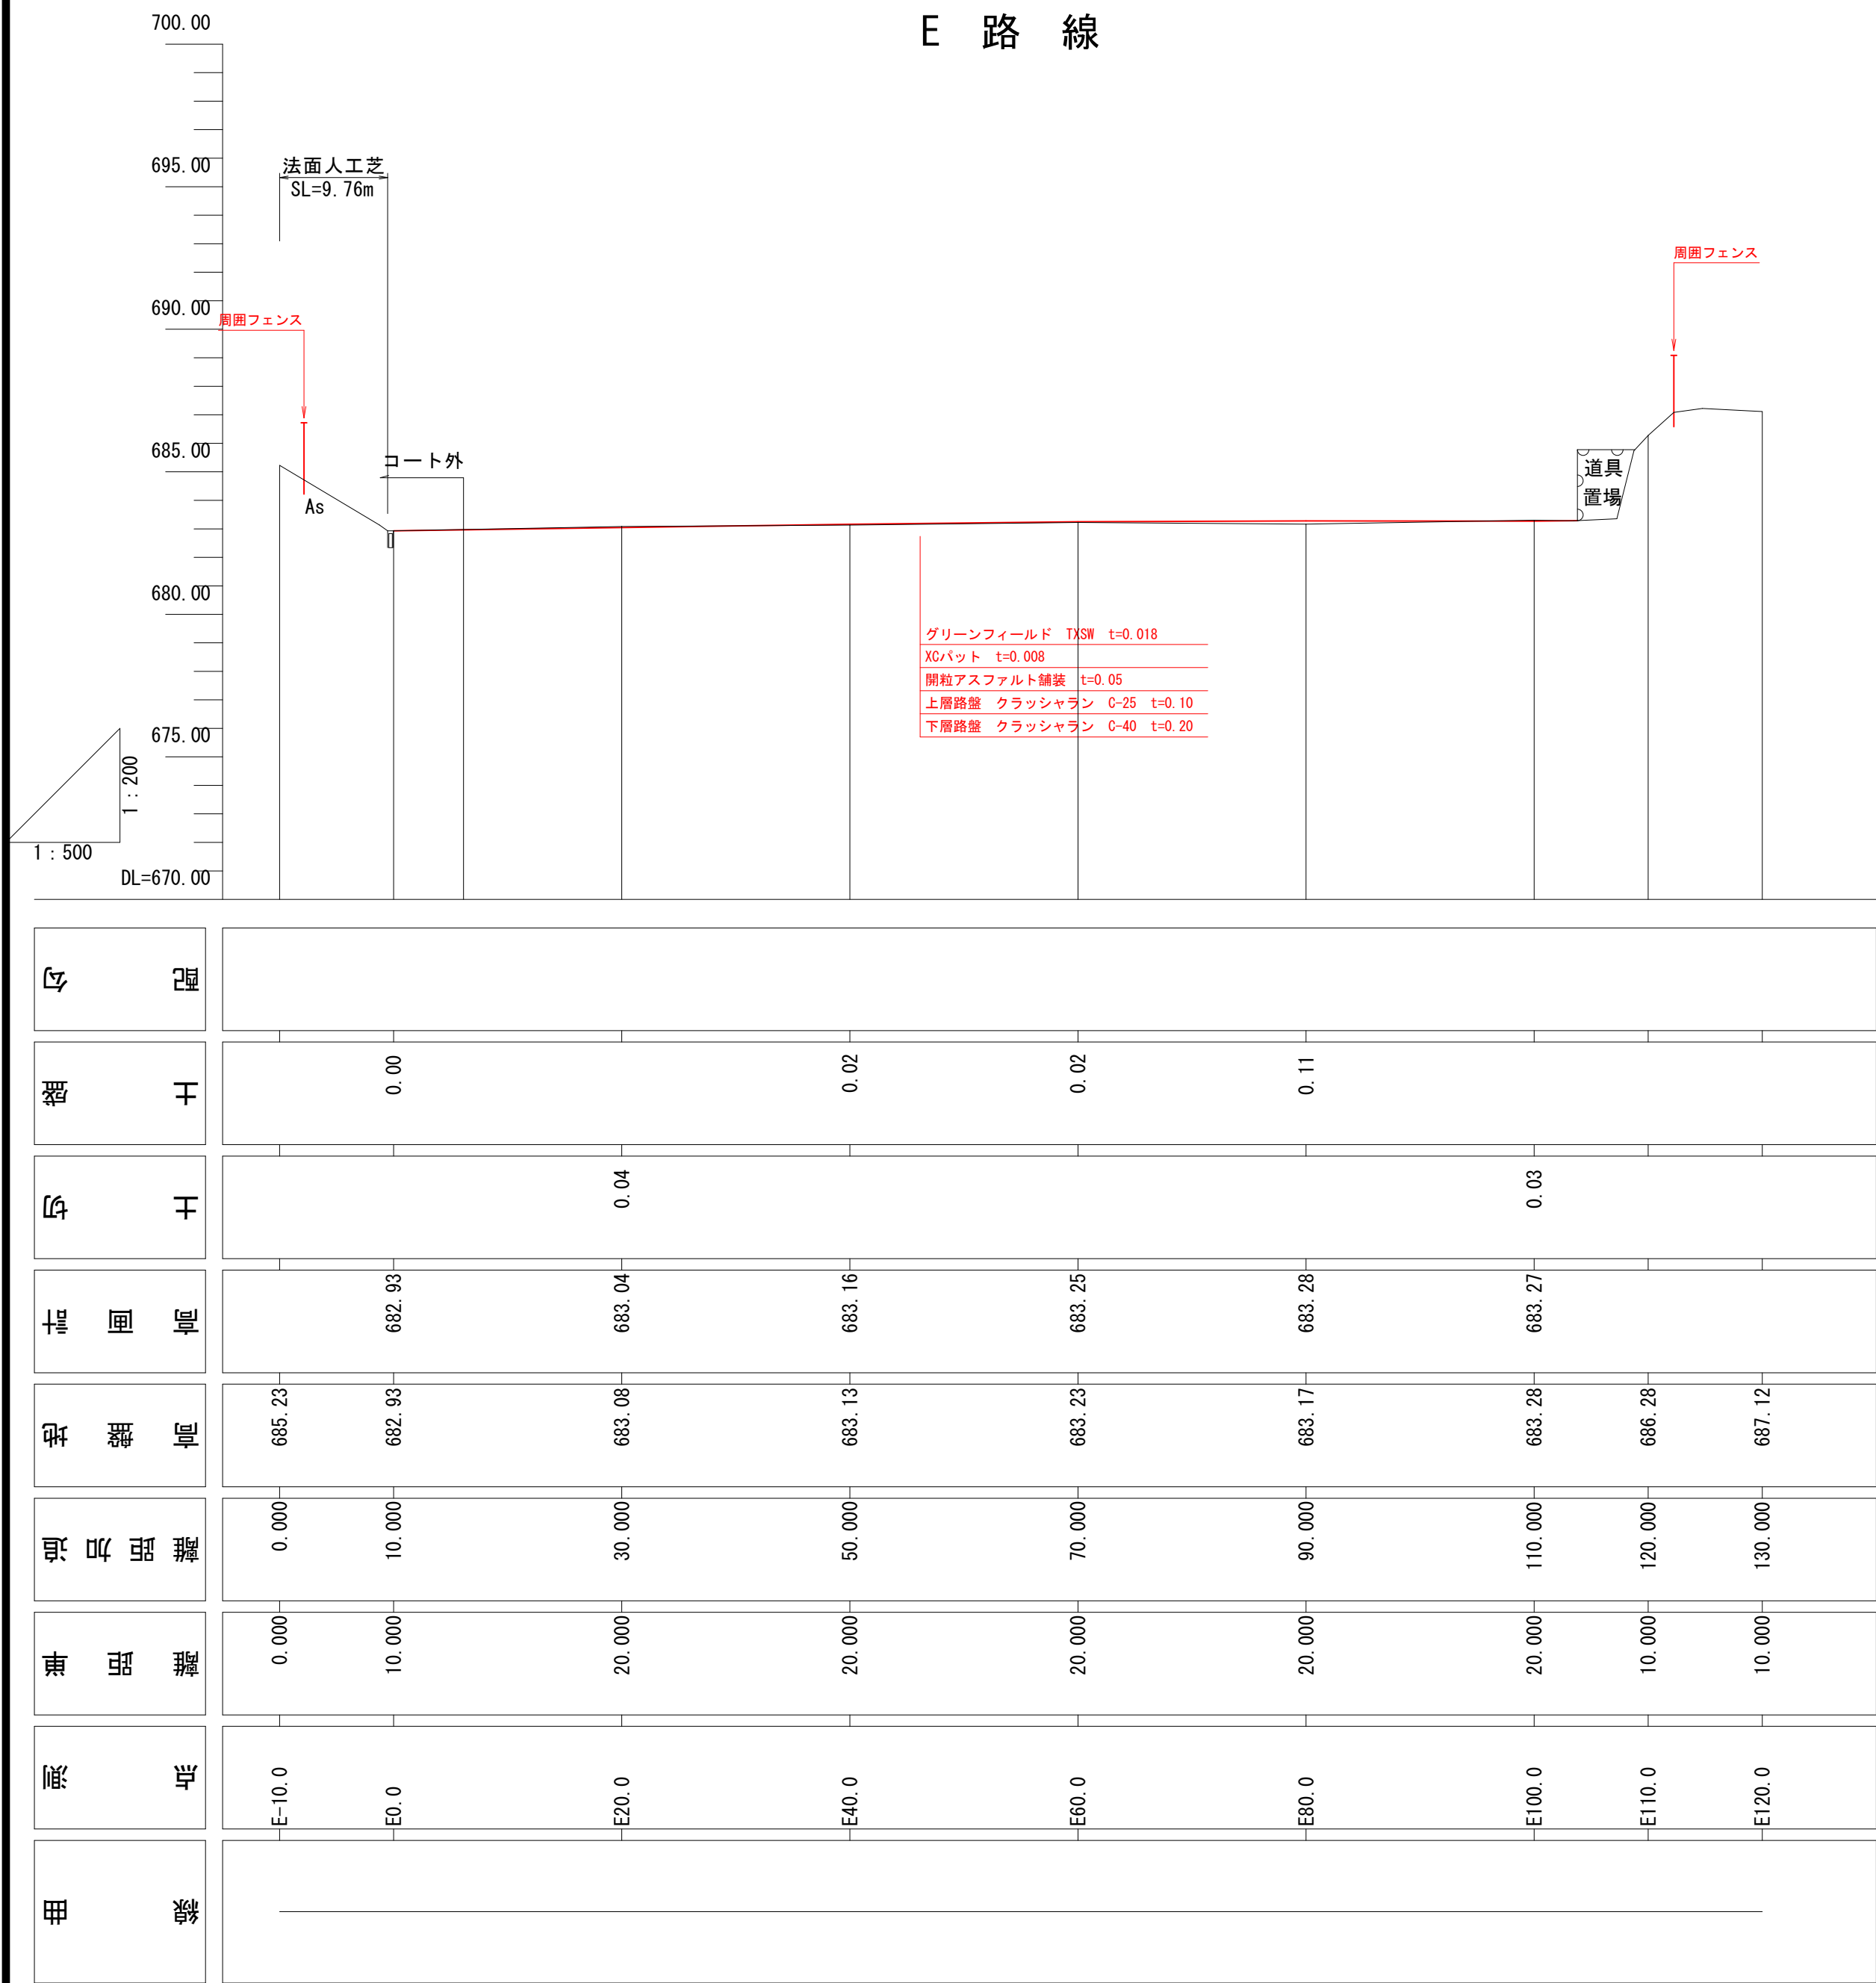 E 路 線
700.00
695.00
690.00
685.00
680.00
675.00
DL=670.00
1:200
1:500
法面人工芝
SL=9.76m
周囲フェンス
As
コート外
周囲フェンス
道具
置場
グリーンフィールド TXSW t=0.018
XCパット t=0.008
開粒アスファルト舗装 t=0.05
上層路盤 クラッシャラン C-25 t=0.10
下層路盤 クラッシャラン C-40 t=0.20
勾配
盛土 0.00 0.02 0.02 0.11
切土 0.04 0.03
計画高 682.93 683.04 683.16 683.25 683.28 683.27
地盤高 685.23 682.93 683.08 683.13 683.23 683.17 683.28 686.28 687.12
追加距離 0.000 10.000 30.000 50.000 70.000 90.000 110.000 120.000 130.000
単距離 0.000 10.000 20.000 20.000 20.000 20.000 20.000 10.000 10.000
測点 E-10.0 E0.0 E20.0 E40.0 E60.0 E80.0 E100.0 E110.0 E120.0
曲線